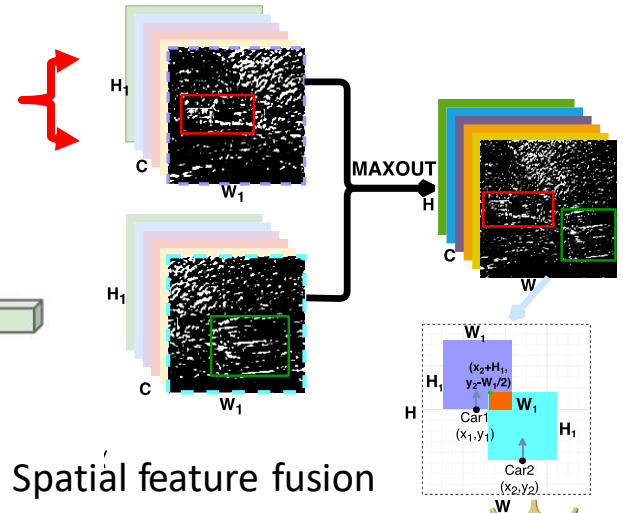 H1
C
W1
MAXOUT
H
C
W
H1
C
W1
W1
(x2+H1,
y2-W1/2)
H1
W1
H
Car1
(x1,y1)
H1
Car2
(x2,y2)
W
Spatial feature fusion